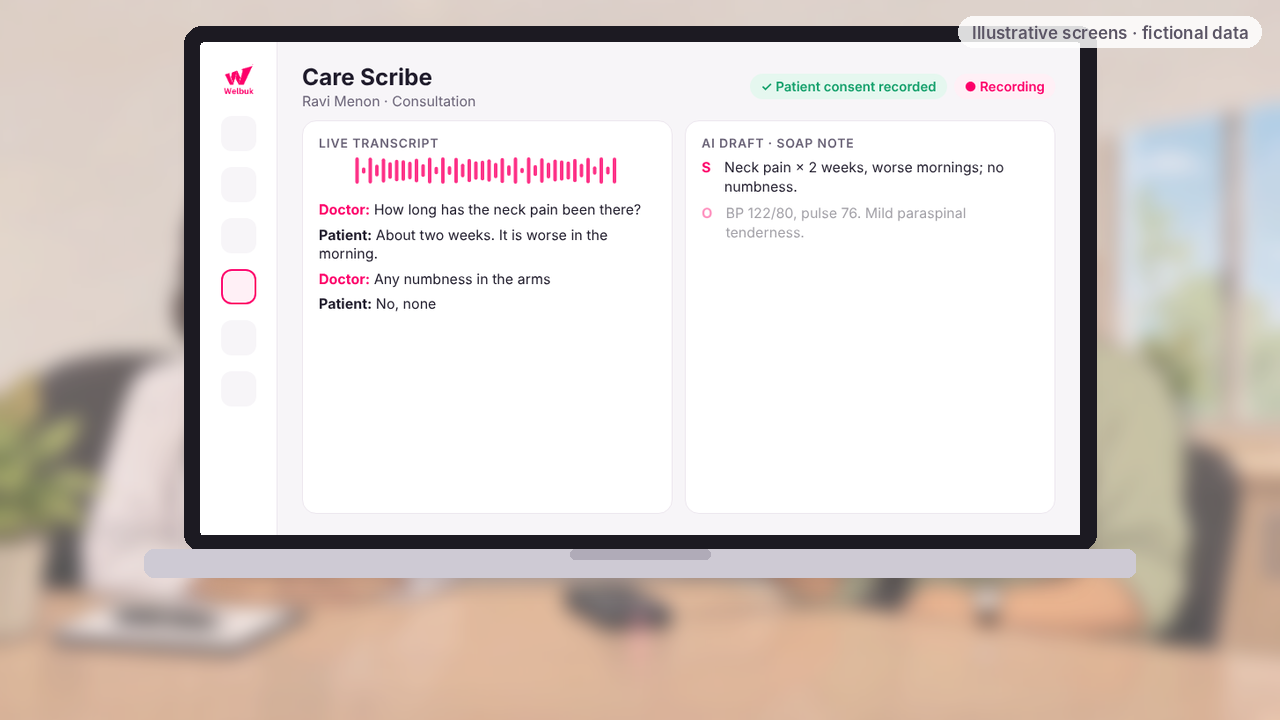 Illustrative screens · fictional data
Welbuk
Care Scribe
Ravi Menon · Consultation
✓ Patient consent recorded
● Recording
LIVE TRANSCRIPT
Doctor: How long has the neck pain been there?
Patient: About two weeks. It is worse in the
morning.
Doctor: Any numbness in the arms
Patient: No, none
AI DRAFT · SOAP NOTE
S Neck pain × 2 weeks, worse mornings; no
numbness.
O BP 122/80, pulse 76. Mild paraspinal
tenderness.